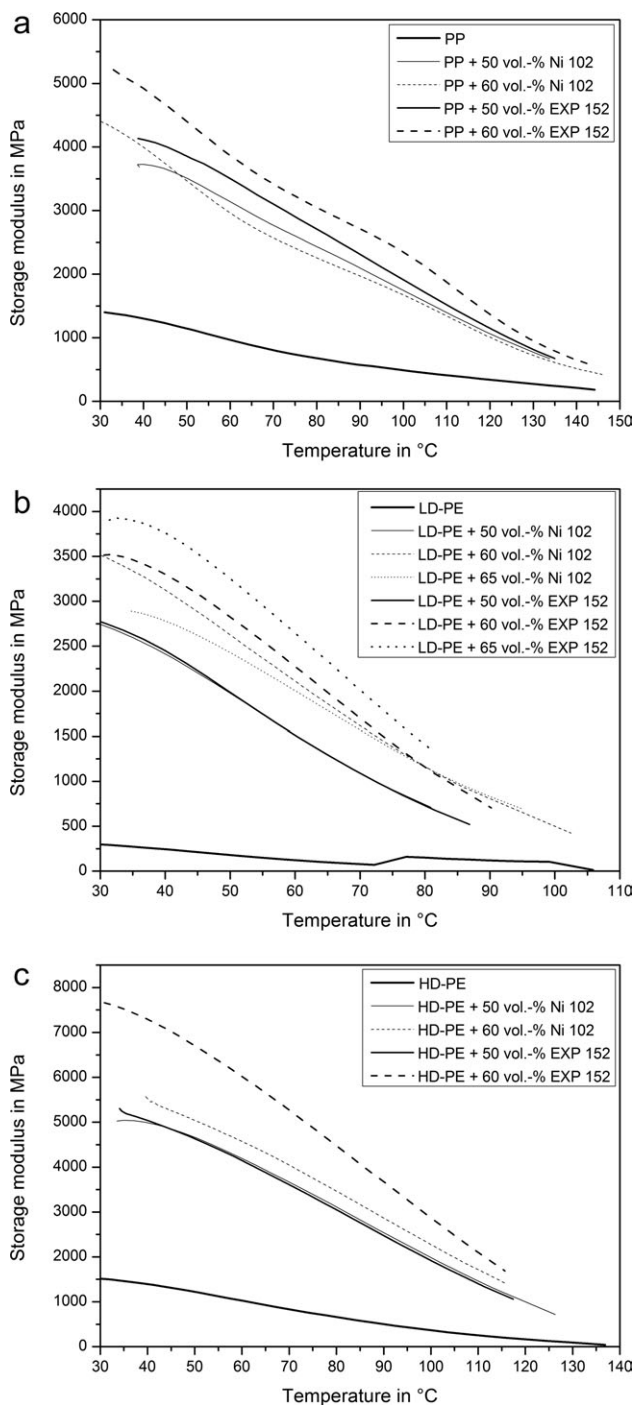 a
6000
5000
4000
3000
2000
1000
0
Storage modulus in MPa
PP
PP + 50 vol.-% Ni 102
PP + 60 vol.-% Ni 102
PP + 50 vol.-% EXP 152
PP + 60 vol.-% EXP 152
30 40 50 60 70 80 90 100 110 120 130 140 150
Temperature in °C
b
4000
3500
3000
2500
2000
1500
1000
500
0
Storage modulus in MPa
LD-PE
LD-PE + 50 vol.-% Ni 102
LD-PE + 60 vol.-% Ni 102
LD-PE + 65 vol.-% Ni 102
LD-PE + 50 vol.-% EXP 152
LD-PE + 60 vol.-% EXP 152
LD-PE + 65 vol.-% EXP 152
30 40 50 60 70 80 90 100 110
Temperature in °C
c
8000
7000
6000
5000
4000
3000
2000
1000
0
Storage modulus in MPa
HD-PE
HD-PE + 50 vol.-% Ni 102
HD-PE + 60 vol.-% Ni 102
HD-PE + 50 vol.-% EXP 152
HD-PE + 60 vol.-% EXP 152
30 40 50 60 70 80 90 100 110 120 130 140
Temperature in °C